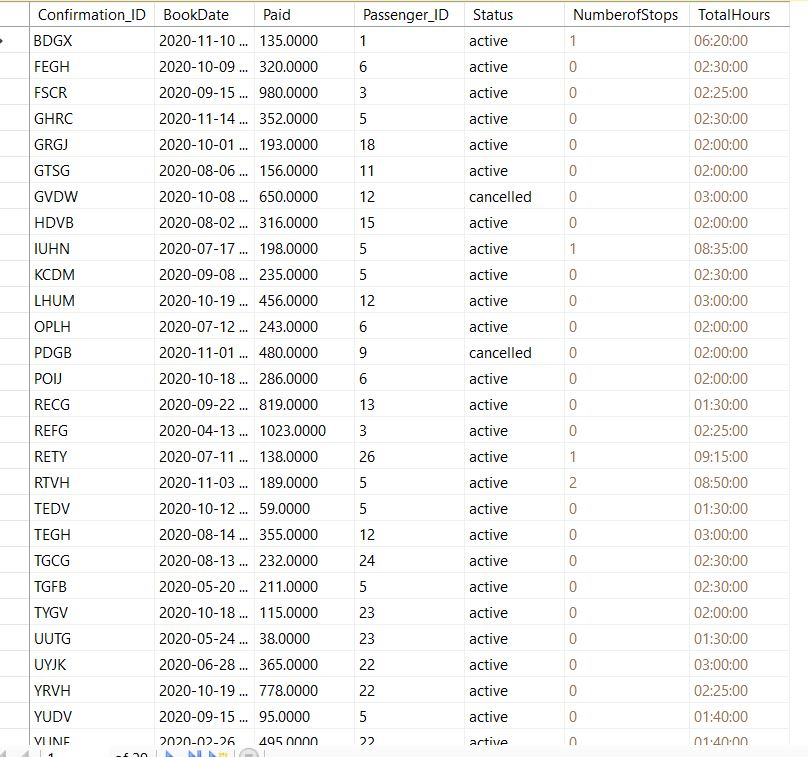 Confirmation_ID BookDate Paid Passenger_ID Status NumberofStops TotalHours
BDGX 2020-11-10 ... 135.0000 1 active 1 06:20:00
FEGH 2020-10-09 ... 320.0000 6 active 0 02:30:00
FSCR 2020-09-15 ... 980.0000 3 active 0 02:25:00
GHRC 2020-11-14 ... 352.0000 5 active 0 02:30:00
GRGJ 2020-10-01 ... 193.0000 18 active 0 02:00:00
GTSG 2020-08-06 ... 156.0000 11 active 0 02:00:00
GVDW 2020-10-08 ... 650.0000 12 cancelled 0 03:00:00
HDVB 2020-08-02 ... 316.0000 15 active 0 02:00:00
IUHN 2020-07-17 ... 198.0000 5 active 1 08:35:00
KCDM 2020-09-08 ... 235.0000 5 active 0 02:30:00
LHUM 2020-10-19 ... 456.0000 12 active 0 03:00:00
OPLH 2020-07-12 ... 243.0000 6 active 0 02:00:00
PDGB 2020-11-01 ... 480.0000 9 cancelled 0 02:00:00
POIJ 2020-10-18 ... 286.0000 6 active 0 02:00:00
RECG 2020-09-22 ... 819.0000 13 active 0 01:30:00
REFG 2020-04-13 ... 1023.0000 3 active 0 02:25:00
RETY 2020-07-11 ... 138.0000 26 active 1 09:15:00
RTVH 2020-11-03 ... 189.0000 5 active 2 08:50:00
TEDV 2020-10-12 ... 59.0000 5 active 0 01:30:00
TEGH 2020-08-14 ... 355.0000 12 active 0 03:00:00
TGCG 2020-08-13 ... 232.0000 24 active 0 02:30:00
TGFB 2020-05-20 ... 211.0000 5 active 0 02:30:00
TYGV 2020-10-18 ... 115.0000 23 active 0 02:00:00
UUTG 2020-05-24 ... 38.0000 23 active 0 01:30:00
UYJK 2020-06-28 ... 365.0000 22 active 0 03:00:00
YRVH 2020-10-19 ... 778.0000 22 active 0 02:25:00
YUDV 2020-09-15 ... 95.0000 5 active 0 01:40:00
2020-02-26 495.0000 22 active 0 01:40:00
1